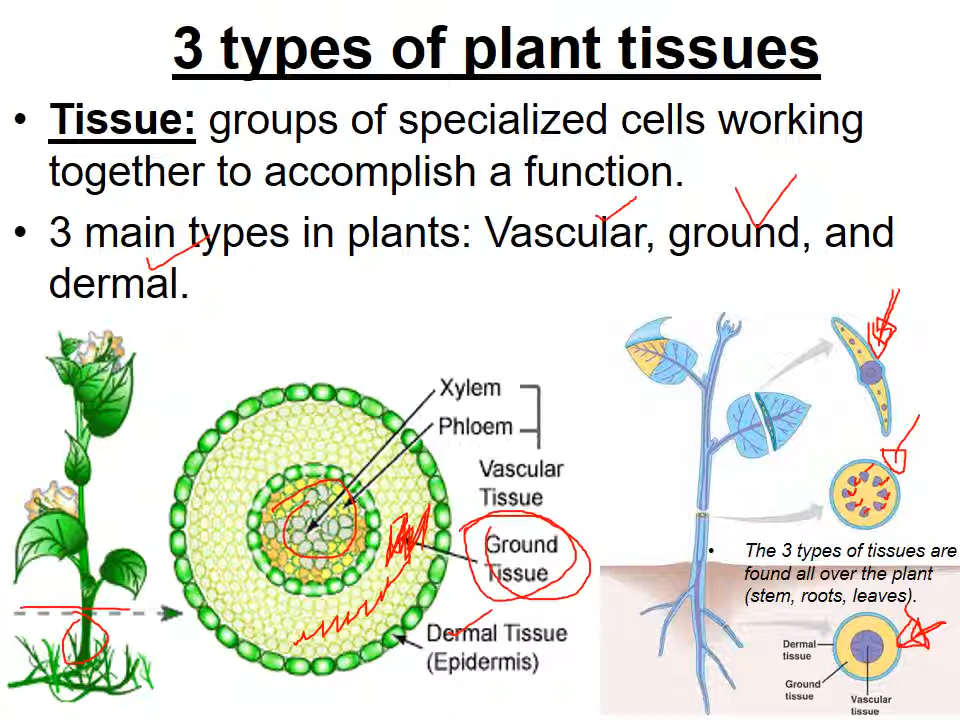 3 types of plant tissues
• Tissue: groups of specialized cells working
together to accomplish a function.
• 3 main types in plants: Vascular, ground, and
dermal.
Xylem
Phloem
Vascular
Tissue
Ground
Tissue
Dermal Tissue
(Epidermis)
• The 3 types of tissues are
found all over the plant
(stem, roots, leaves).
Dermal
tissue
Ground
tissue
Vascular
tissue